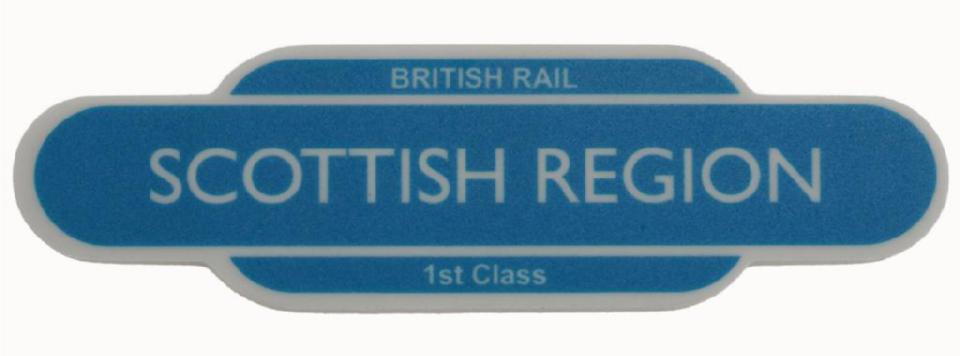 BRITISH RAIL
SCOTTISH REGION
1st Class